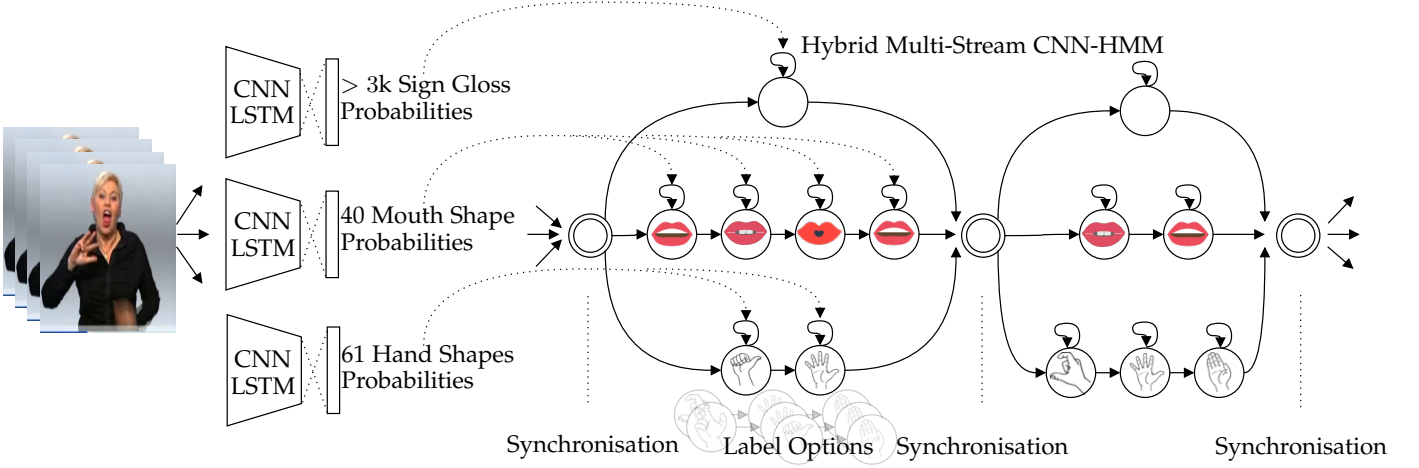 Hybrid Multi-Stream CNN-HMM
CNN
LSTM
> 3k Sign Gloss
Probabilities
CNN
LSTM
40 Mouth Shape
Probabilities
CNN
LSTM
61 Hand Shapes
Probabilities
Synchronisation
Label Options
Synchronisation
Synchronisation